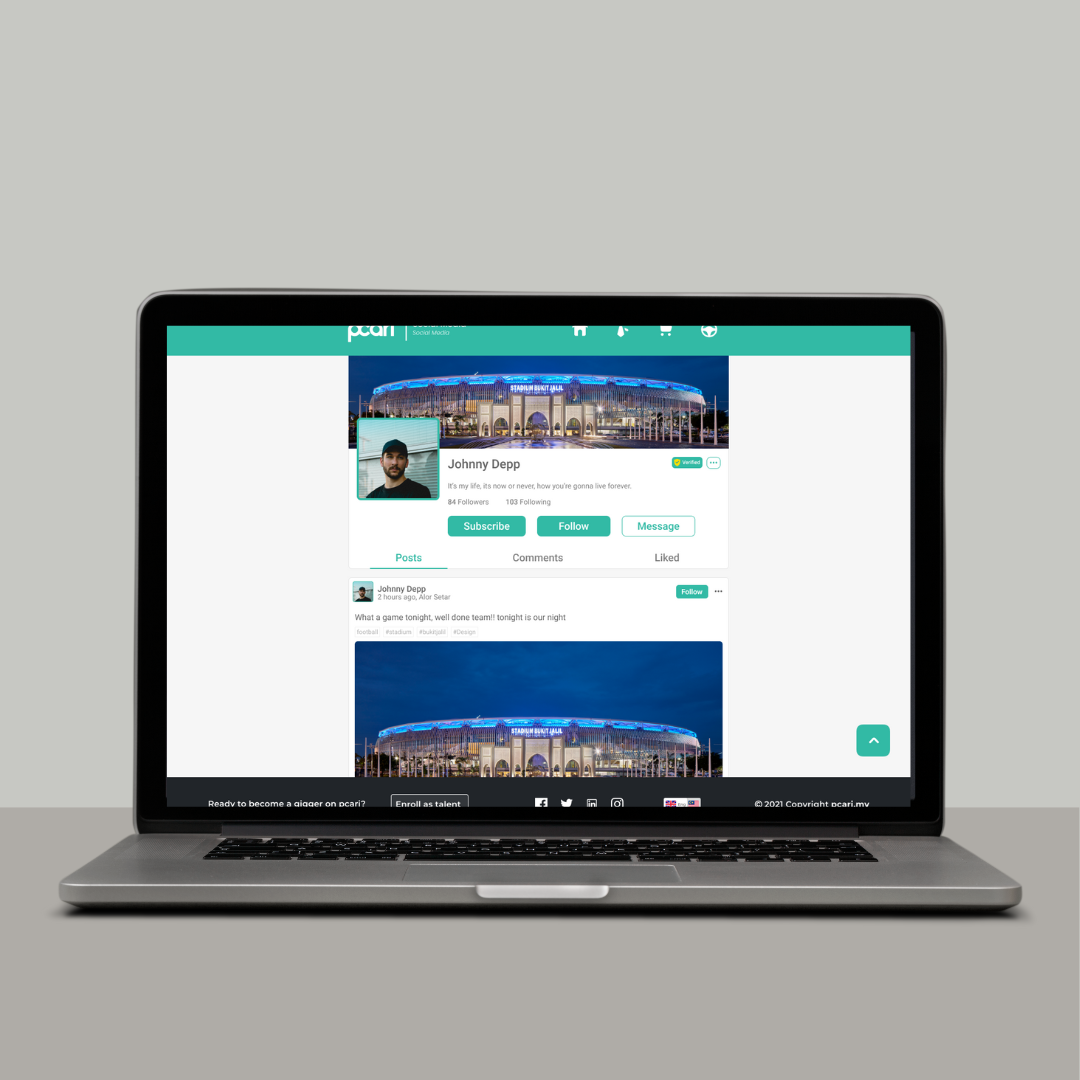 pcari
Social Media
STADIUM BUKIT JALIL
Johnny Depp
Verified
It's my life, its now or never, how you're gonna live forever.
84 Followers 103 Following
Subscribe Follow Message
Posts Comments Liked
Johnny Depp
2 hours ago, Alor Setar
Follow
What a game tonight, well done team!! tonight is our night
football #stadium #bukitjalil #Design
STADIUM BUKIT JALIL
Ready to become a gigger on pcari? Enroll as talent © 2021 Copyright pcari.my